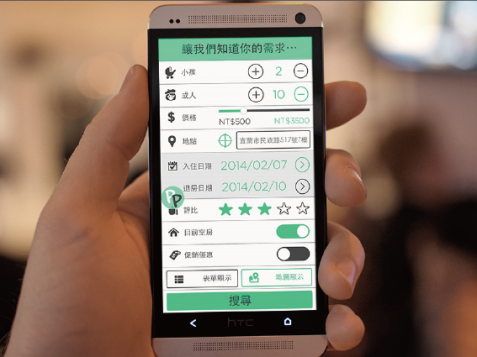 讓我們知道你的需求…
小孩 2
成人 10
$ 價格
NT$500 NT$3500
地點 宜蘭市民政路517號7樓
入住日期 2014/02/07
退房日期 2014/02/10
評比
目前空房
促銷優惠
表單顯示 地圖顯示
搜尋
hTC